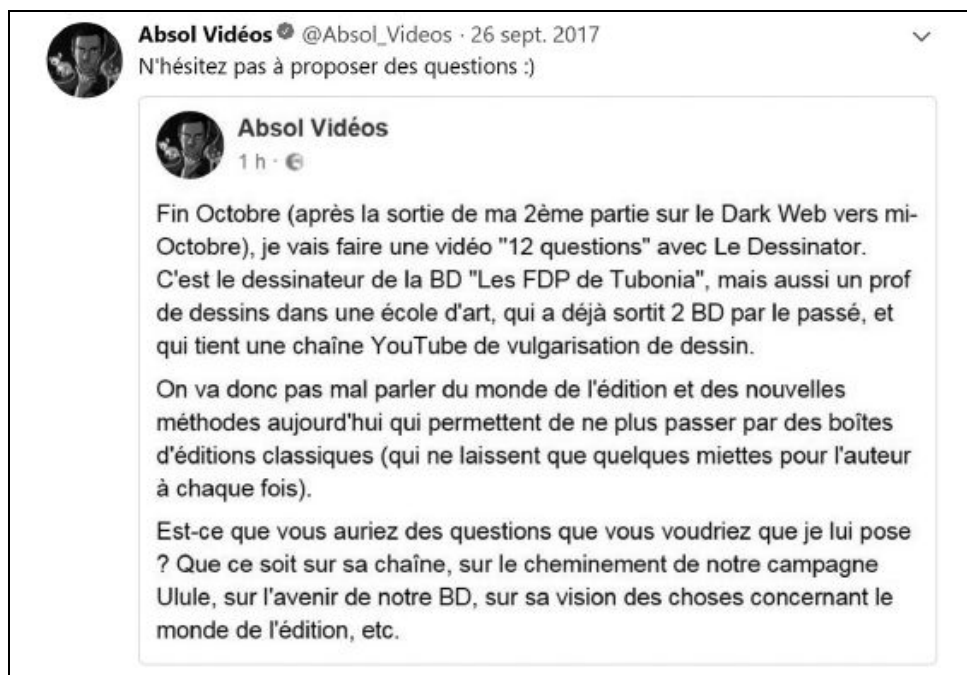 Absol Vidéos @Absol_Videos · 26 sept. 2017
N'hésitez pas à proposer des questions :)
Absol Vidéos
1 h ·
Fin Octobre (après la sortie de ma 2ème partie sur le Dark Web vers mi-
Octobre), je vais faire une vidéo "12 questions" avec Le Dessinator.
C'est le dessinateur de la BD "Les FDP de Tubonia", mais aussi un prof
de dessins dans une école d'art, qui a déjà sortit 2 BD par le passé, et
qui tient une chaîne YouTube de vulgarisation de dessin.
On va donc pas mal parler du monde de l'édition et des nouvelles
méthodes aujourd'hui qui permettent de ne plus passer par des boîtes
d'éditions classiques (qui ne laissent que quelques miettes pour l'auteur
à chaque fois).
Est-ce que vous auriez des questions que vous voudriez que je lui pose
? Que ce soit sur sa chaîne, sur le cheminement de notre campagne
Ulule, sur l'avenir de notre BD, sur sa vision des choses concernant le
monde de l'édition, etc.